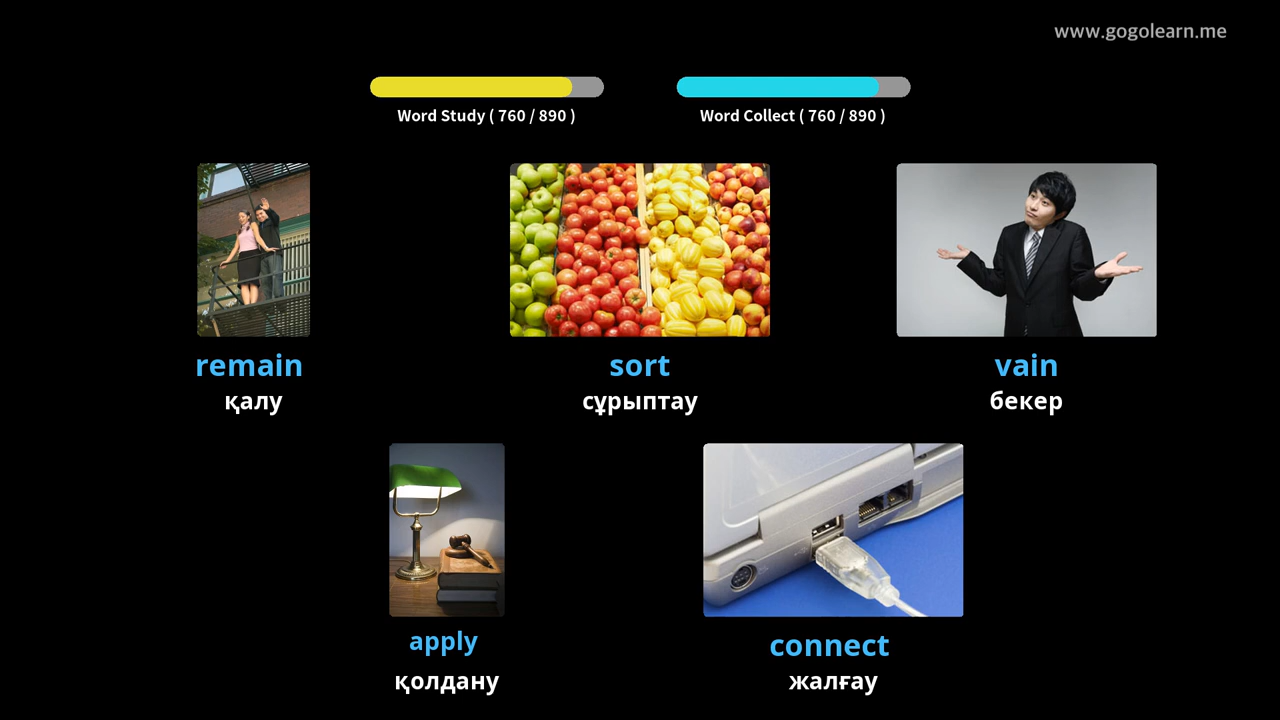 www.gogolearn.me
Word Study ( 760 / 890 )
Word Collect ( 760 / 890 )
remain
қалу
sort
сұрыптау
vain
бекер
apply
қолдану
connect
жалғау